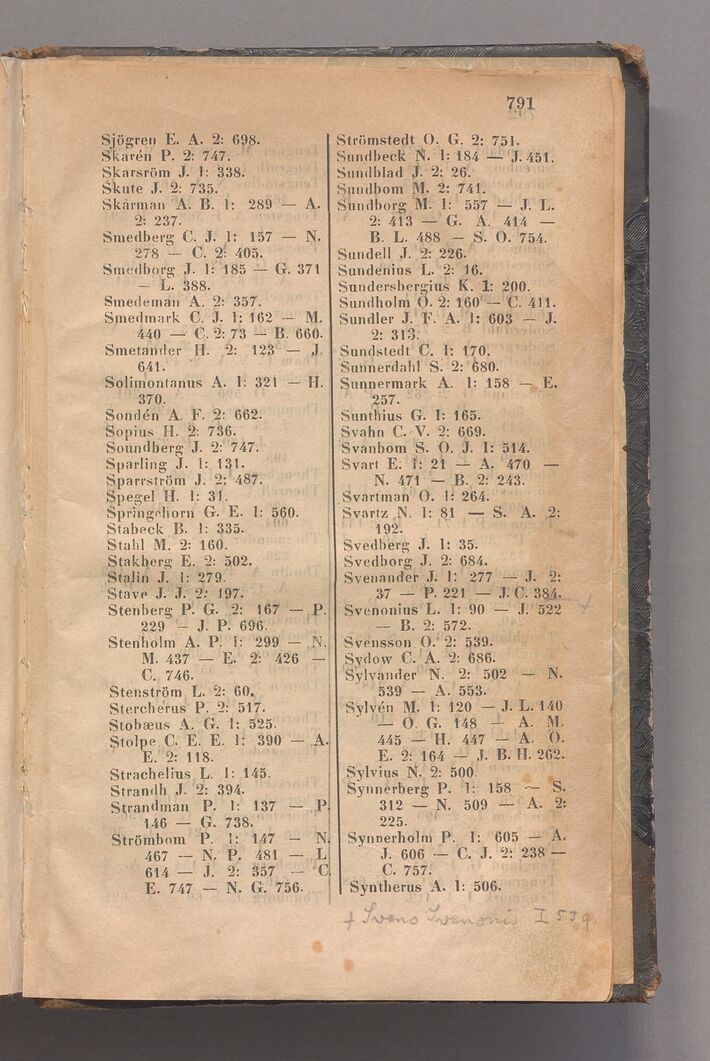 791
Sjögren E. A. 2: 698.
Skarén P. 2: 747.
Skarsröm J. 1: 338.
Skute J. 2: 735.
Skärman A. B. 1: 289 — A.
2: 237.
Smedberg C. J. 1: 157 — N.
278 — C. 2: 405.
Smedborg J. 1: 185 — G. 371
— L. 388.
Smedeman A. 2: 357.
Smedmark C. J. 1: 162 — M.
440 — C. 2: 73 — B. 660.
Smetander H. 2: 123 — J.
641.
Solimontanus A. 1: 321 — H.
370.
Sondén A. F. 2: 662.
Sopius H. 2: 736.
Soundberg J. 2: 747.
Sparling J. 1: 131.
Sparrström J. 2: 487.
Spegel H. 1: 31.
Springchorn G. E. 1: 560.
Stabeck B. 1: 335.
Stahl M. 2: 160.
Stakberg E. 2: 502.
Stalin J. 1: 279.
Stave J. J. 2: 197.
Stenberg P. G. 2: 167 — P.
229 — J. P. 696.
Stenholm A. P. 1: 299 — N.
M. 437 — E. 2: 426 —
C. 746.
Stenström L. 2: 60.
Stercherus P. 2: 517.
Stobæus A. G. 1: 525.
Stolpe C. E. E. 1: 390 — A.
E. 2: 118.
Strachelius L. 1: 145.
Strandh J. 2: 394.
Strandman P. 1: 137 — P.
146 — G. 738.
Strömbom P. 1: 147 — N.
467 — N. P. 481 — L
614 — J. 2: 357 — C.
E. 747 — N. G. 756.
Strömstedt O. G. 2: 751.
Sundbeck N. 1: 184 — J. 451.
Sundblad J. 2: 26.
Sundbom M. 2: 741.
Sundborg M. 1: 557 — J. L.
2: 413 — G. A. 414 —
B. L. 488 — S. O. 754.
Sundell J. 2: 226.
Sundenius L. 2: 16.
Sundersbergius K. 1: 200.
Sundholm O. 2: 160 — C. 411.
Sundler J. F. A. 1: 603 — J.
2: 313.
Sundstedt C. 1: 170.
Sunnerdahl S. 2: 680.
Sunnermark A. 1: 158 — E.
257.
Sunthius G. 1: 165.
Svahn C. V. 2: 669.
Svanbom S. O. J. 1: 514.
Svart E. 1: 21 — A. 470 —
N. 471 — B. 2: 243.
Svartman O. 1: 264.
Svartz N. 1: 81 — S. A. 2:
192.
Svedberg J. 1: 35.
Svedborg J. 2: 684.
Svenander J. 1: 277 — J. 2:
37 — P. 221 — J. C. 384.
Svenonius L. 1: 90 — J. 522 +
— B. 2: 572.
Svensson O. 2: 539.
Sydow C. A. 2: 686.
Sylvander N. 2: 502 — N.
539 — A. 553.
Sylvén M. 1: 120 — J. L. 140
— O. G. 148 — A. M.
445 — H. 447 — A. O.
E. 2: 164 — J. B. H. 262.
Sylvius N. 2: 500.
Synnerberg P. 1: 158 — S.
312 — N. 509 — A. 2:
225.
Synnerholm P. 1: 605 — A.
J. 606 — C. J. 2: 238 —
C. 757.
Syntherus A. 1: 506.
+ Sveno Svenonis I 539